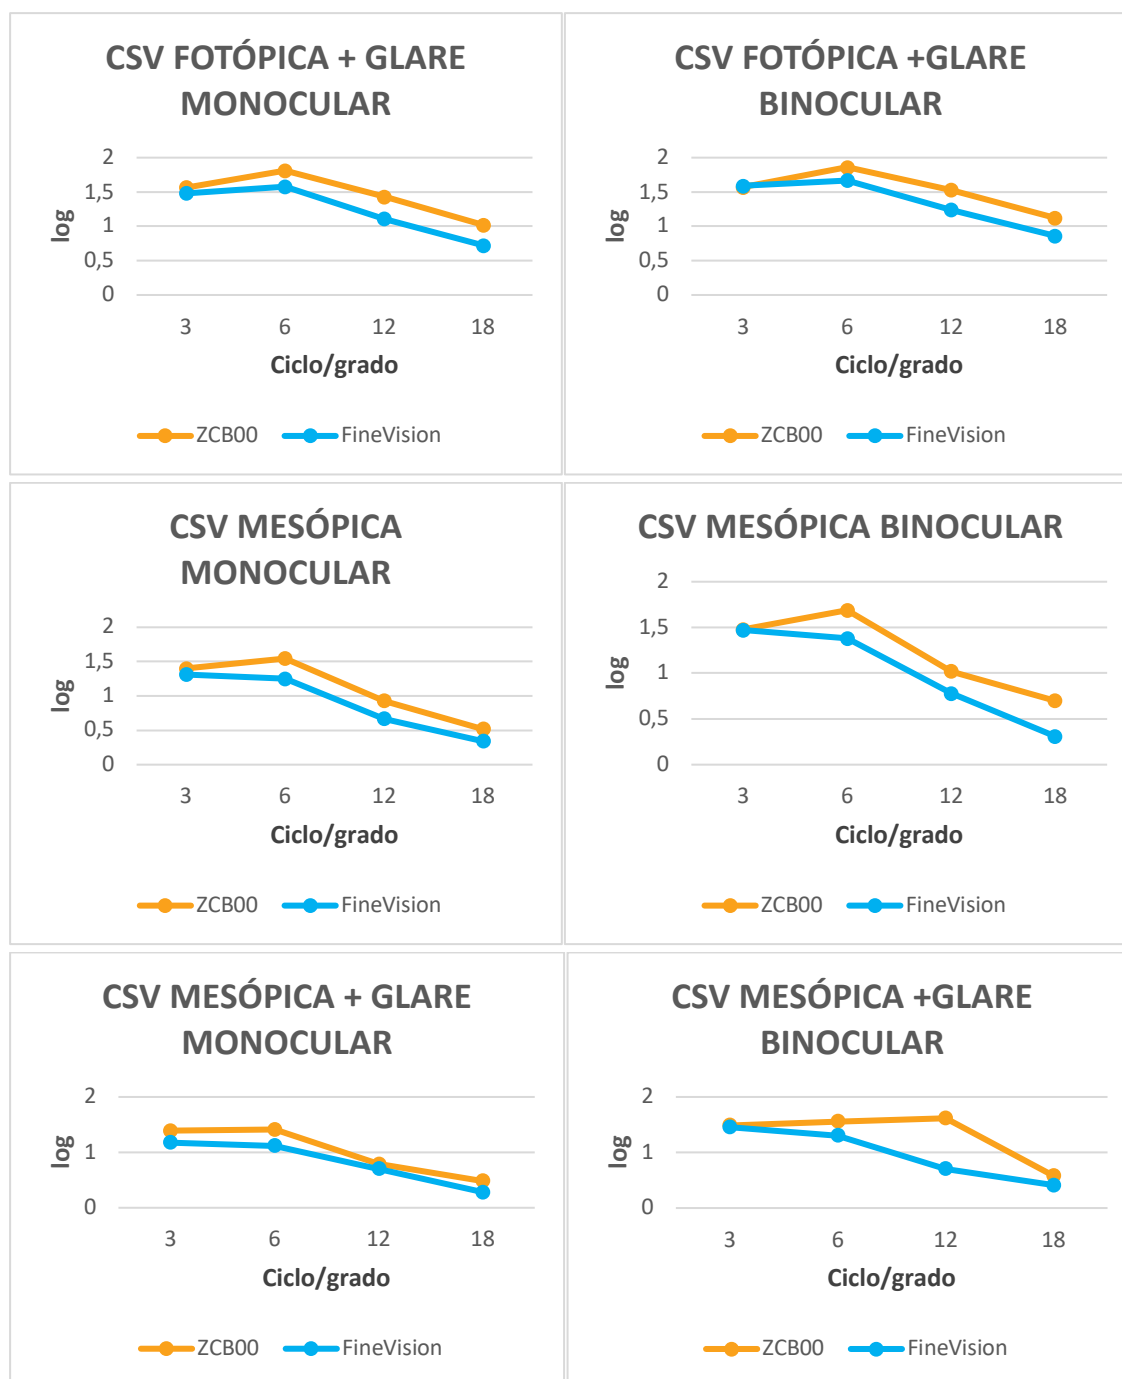 CSV FOTÓPICA + GLARE
MONOCULAR
2
1,5
1
0,5
0
log
3 6 12 18
Ciclo/grado
ZCB00 FineVision
CSV FOTÓPICA +GLARE
BINOCULAR
2
1,5
1
0,5
0
log
3 6 12 18
Ciclo/grado
ZCB00 FineVision
CSV MESÓPICA
MONOCULAR
2
1,5
1
0,5
0
log
3 6 12 18
Ciclo/grado
ZCB00 FineVision
CSV MESÓPICA BINOCULAR
2
1,5
1
0,5
0
log
3 6 12 18
Ciclo/grado
ZCB00 FineVision
CSV MESÓPICA + GLARE
MONOCULAR
2
1
0
log
3 6 12 18
Ciclo/grado
ZCB00 FineVision
CSV MESÓPICA +GLARE
BINOCULAR
2
1
0
log
3 6 12 18
Ciclo/grado
ZCB00 FineVision